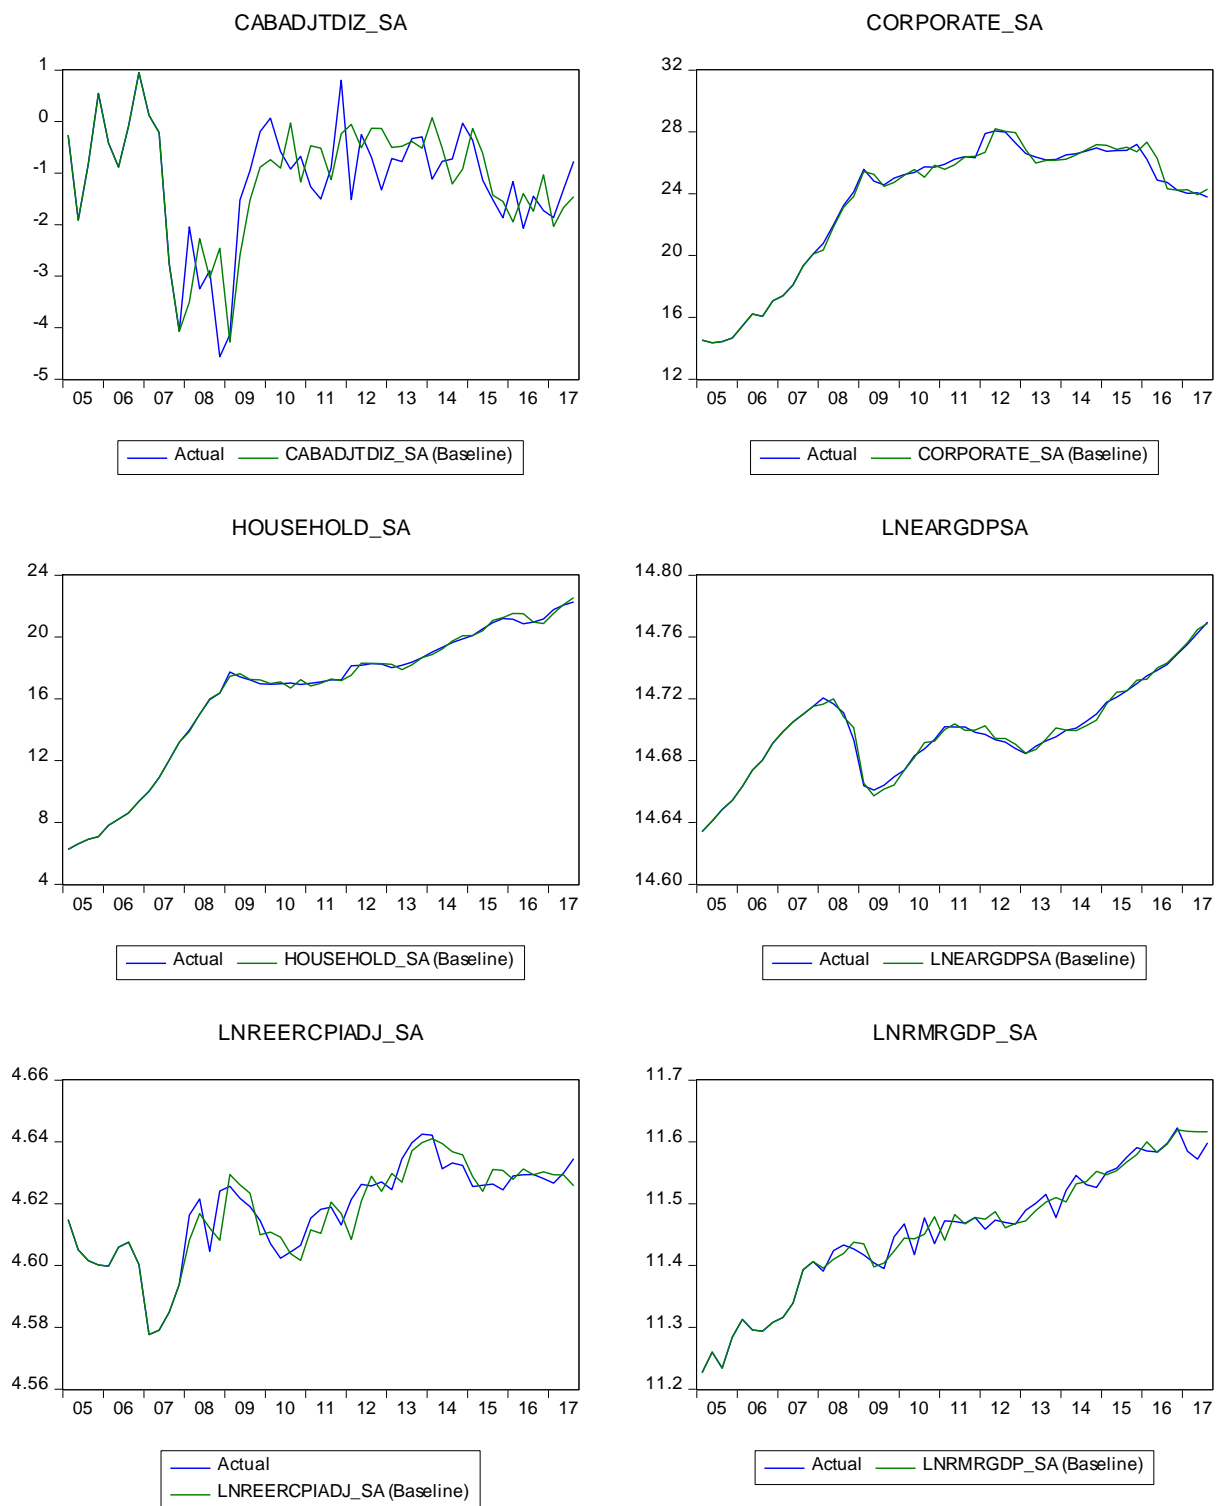 CABADJTDIZ_SA
1
0
-1
-2
-3
-4
-5
05 06 07 08 09 10 11 12 13 14 15 16 17
Actual CABADJTDIZ_SA (Baseline)
CORPORATE_SA
32
28
24
20
16
12
05 06 07 08 09 10 11 12 13 14 15 16 17
Actual CORPORATE_SA (Baseline)
HOUSEHOLD_SA
24
20
16
12
8
4
05 06 07 08 09 10 11 12 13 14 15 16 17
Actual HOUSEHOLD_SA (Baseline)
LNEARGDPSA
14.80
14.76
14.72
14.68
14.64
14.60
05 06 07 08 09 10 11 12 13 14 15 16 17
Actual LNEARGDPSA (Baseline)
LNREERCPIADJ_SA
4.66
4.64
4.62
4.60
4.58
4.56
05 06 07 08 09 10 11 12 13 14 15 16 17
Actual
LNREERCPIADJ_SA (Baseline)
LNRMRGDP_SA
11.7
11.6
11.5
11.4
11.3
11.2
05 06 07 08 09 10 11 12 13 14 15 16 17
Actual LNRMRGDP_SA (Baseline)